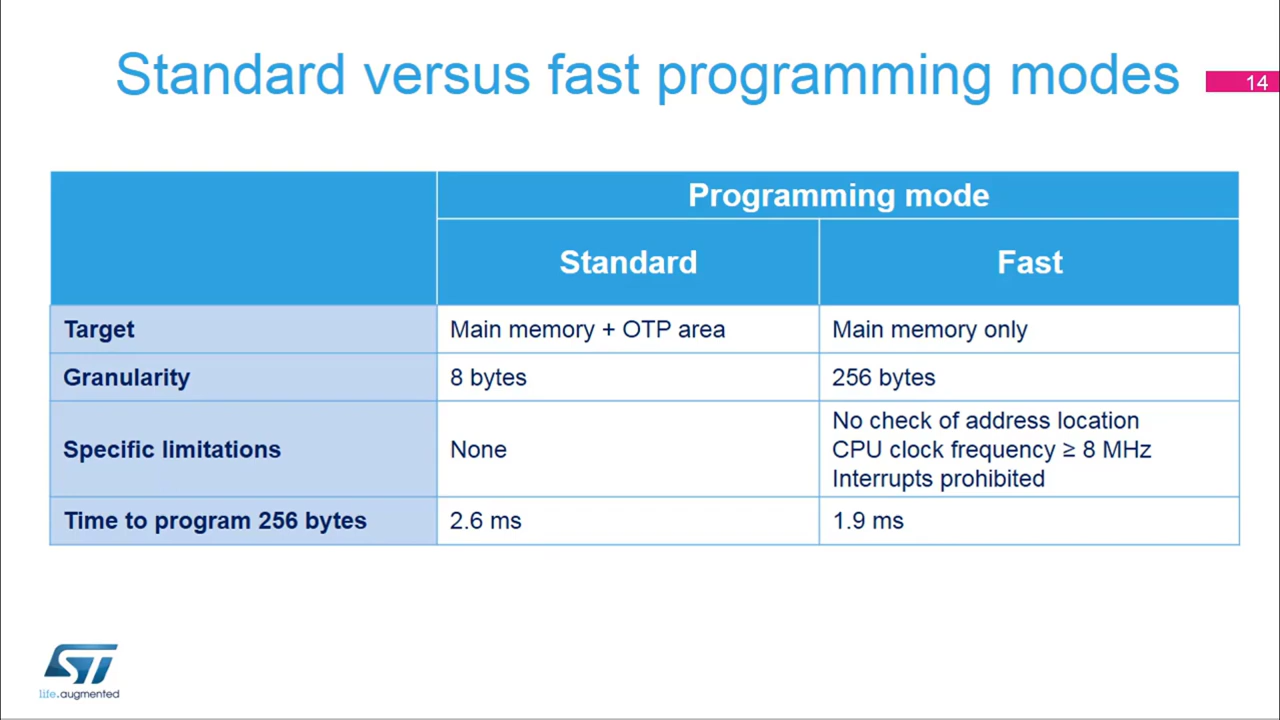 Standard versus fast programming modes
14
Programming mode
Standard
Fast
Target
Main memory + OTP area
Main memory only
Granularity
8 bytes
256 bytes
Specific limitations
None
No check of address location
CPU clock frequency ≥ 8 MHz
Interrupts prohibited
Time to program 256 bytes
2.6 ms
1.9 ms
ST
life.augmented